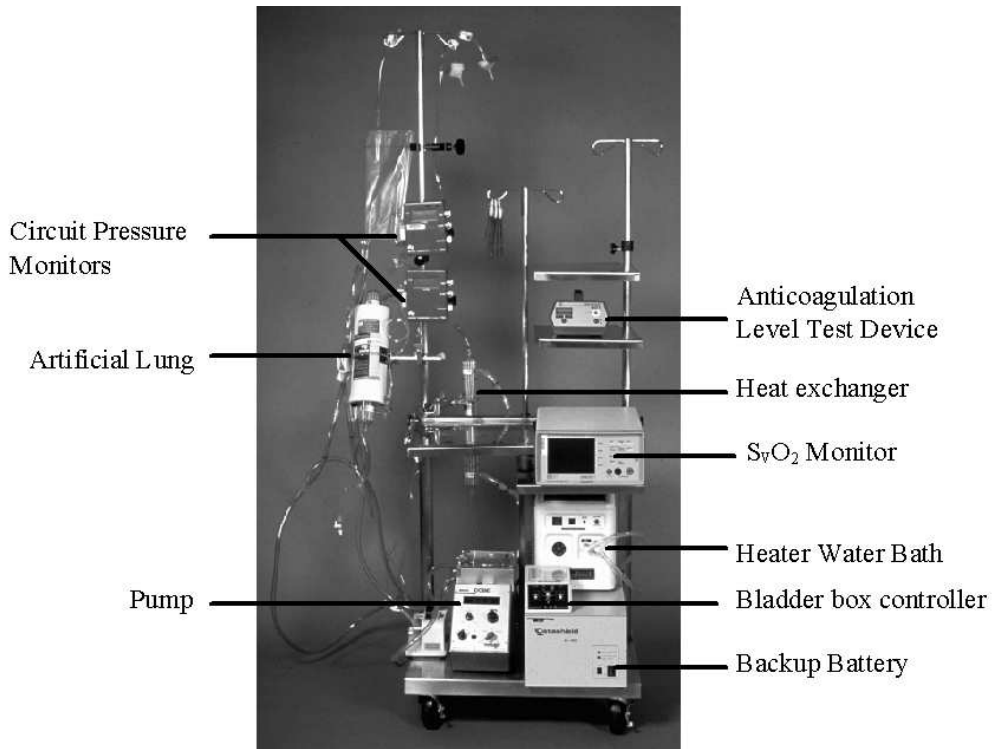 Circuit Pressure
Monitors
Artificial Lung
Pump
Anticoagulation
Level Test Device
Heat exchanger
SvO₂ Monitor
Heater Water Bath
Bladder box controller
Backup Battery